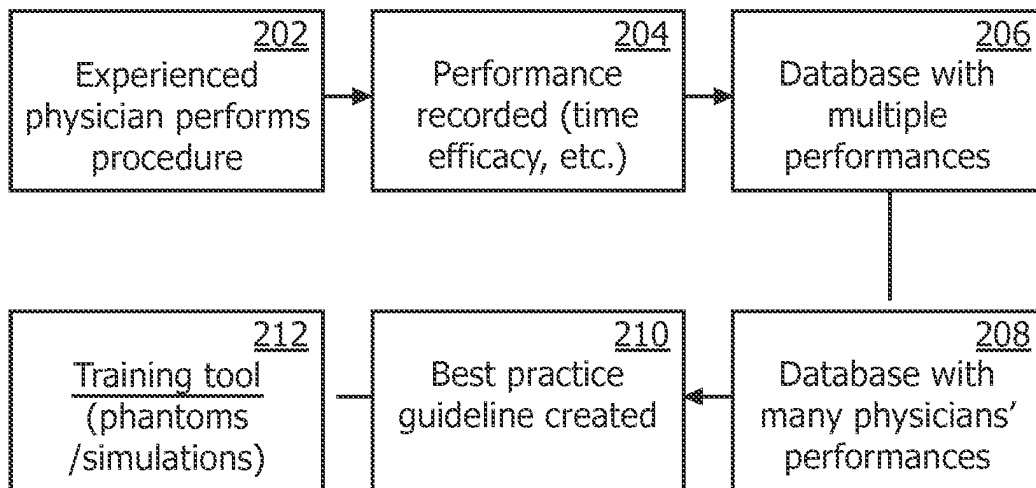 202
Experienced
physician performs
procedure
204
Performance
recorded (time
efficacy, etc.)
206
Database with
multiple
performances
212
Training tool
(phantoms
/simulations)
210
Best practice
guideline created
208
Database with
many physicians’
performances